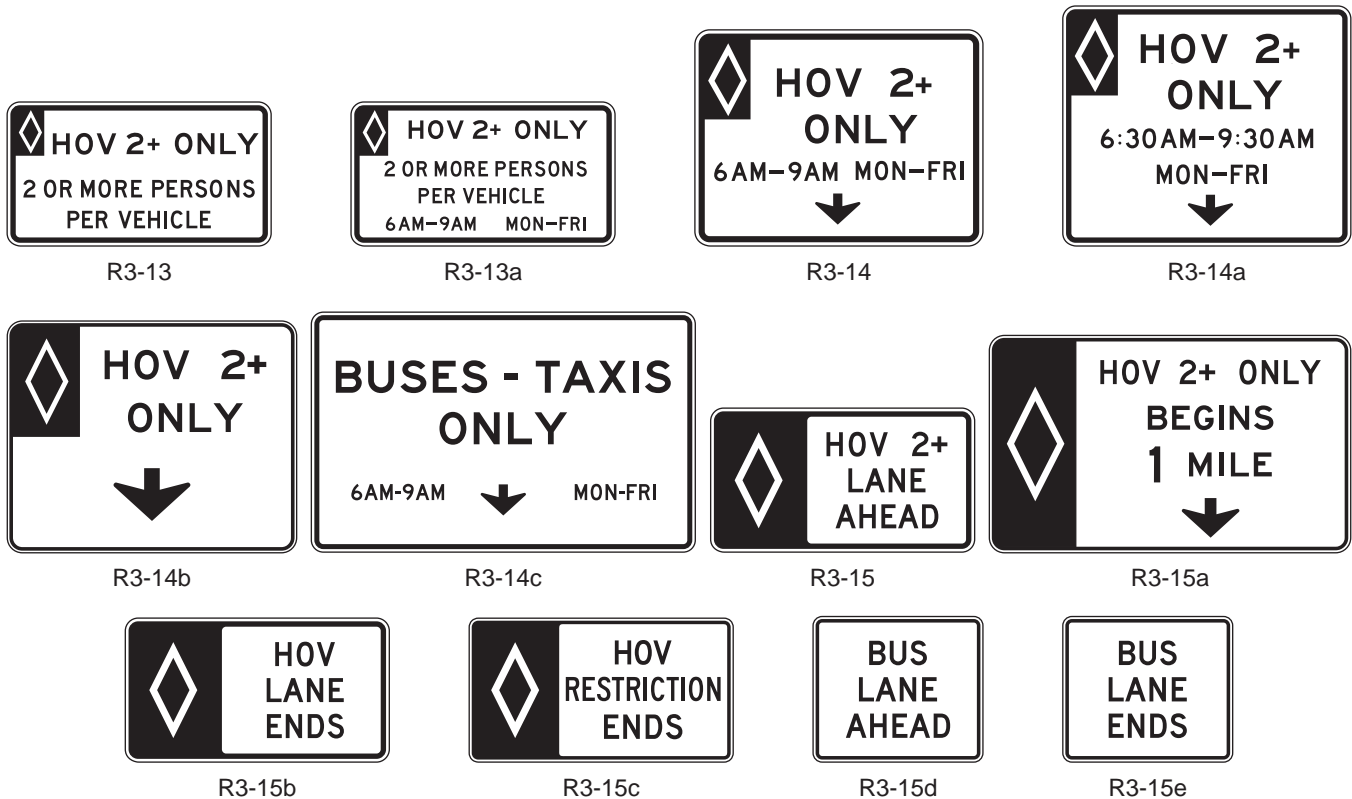 HOV 2+ ONLY
2 OR MORE PERSONS
PER VEHICLE
R3-13
HOV 2+ ONLY
2 OR MORE PERSONS
PER VEHICLE
6AM–9AM MON–FRI
R3-13a
HOV 2+
ONLY
6AM–9AM MON–FRI
R3-14
HOV 2+
ONLY
6:30AM–9:30AM
MON–FRI
R3-14a
HOV 2+
ONLY
R3-14b
BUSES - TAXIS
ONLY
6AM-9AM MON-FRI
R3-14c
HOV 2+
LANE
AHEAD
R3-15
HOV 2+ ONLY
BEGINS
1 MILE
R3-15a
HOV
LANE
ENDS
R3-15b
HOV
RESTRICTION
ENDS
R3-15c
BUS
LANE
AHEAD
R3-15d
BUS
LANE
ENDS
R3-15e